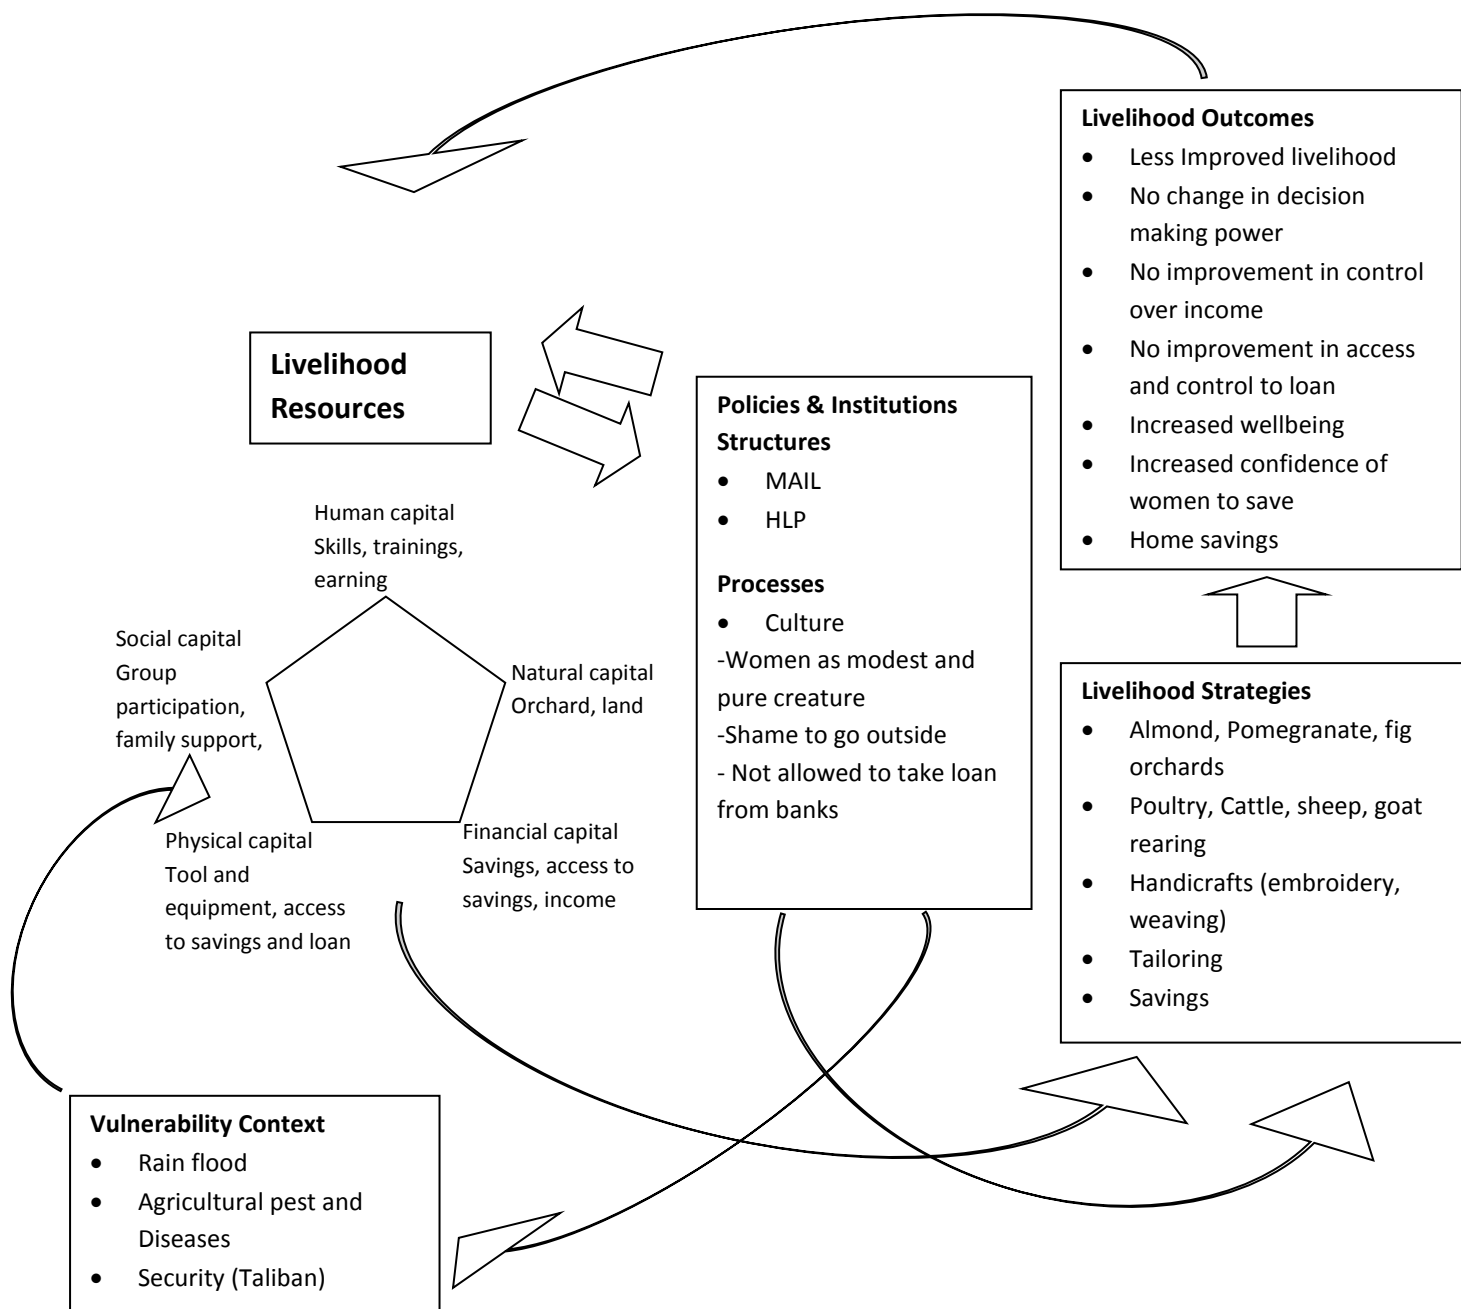 Livelihood Outcomes
• Less Improved livelihood
• No change in decision
making power
• No improvement in control
over income
• No improvement in access
and control to loan
• Increased wellbeing
• Increased confidence of
women to save
• Home savings
Livelihood
Resources
Policies & Institutions
Structures
• MAIL
• HLP
Processes
• Culture
-Women as modest and
pure creature
-Shame to go outside
- Not allowed to take loan
from banks
Human capital
Skills, trainings,
earning
Social capital
Group
participation,
family support,
Natural capital
Orchard, land
Physical capital
Tool and
equipment, access
to savings and loan
Financial capital
Savings, access to
savings, income
Livelihood Strategies
• Almond, Pomegranate, fig
orchards
• Poultry, Cattle, sheep, goat
rearing
• Handicrafts (embroidery,
weaving)
• Tailoring
• Savings
Vulnerability Context
• Rain flood
• Agricultural pest and
Diseases
• Security (Taliban)